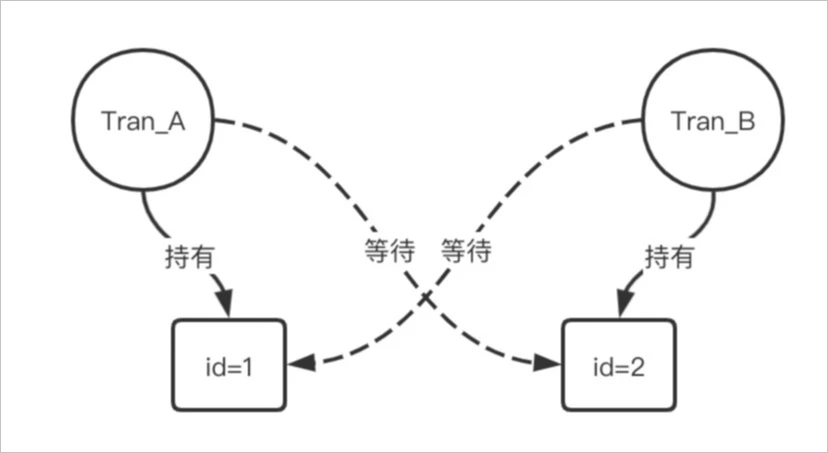 Tran_A
Tran_B
持有
等待
等待
持有
id=1
id=2